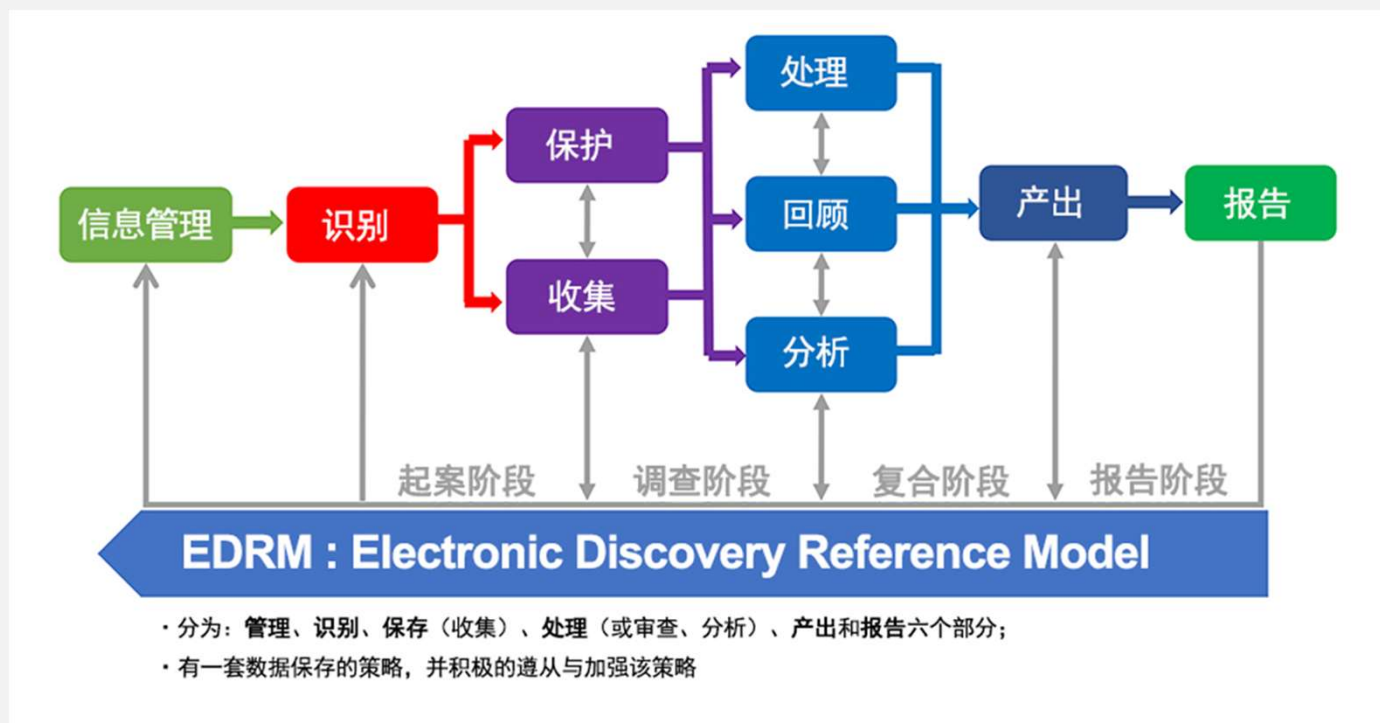 处理
保护
回顾
产出
报告
信息管理
识别
收集
分析
起案阶段
调查阶段
复合阶段
报告阶段
EDRM : Electronic Discovery Reference Model
· 分为：管理、识别、保存（收集）、处理（或审查、分析）、产出和报告六个部分；
· 有一套数据保存的策略，并积极的遵从与加强该策略